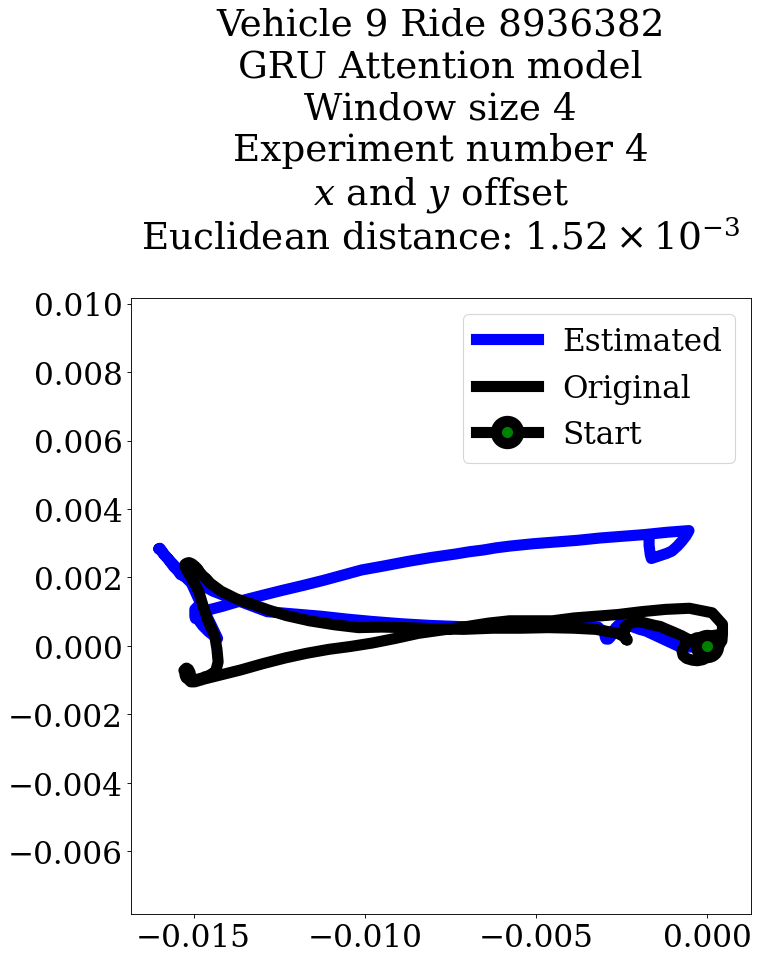 Vehicle 9 Ride 8936382
GRU Attention model
Window size 4
Experiment number 4
x and y offset
Euclidean distance: 1.52 × 10⁻³
0.010
0.008
0.006
0.004
0.002
0.000
−0.002
−0.004
−0.006
Estimated
Original
Start
−0.015
−0.010
−0.005
0.000